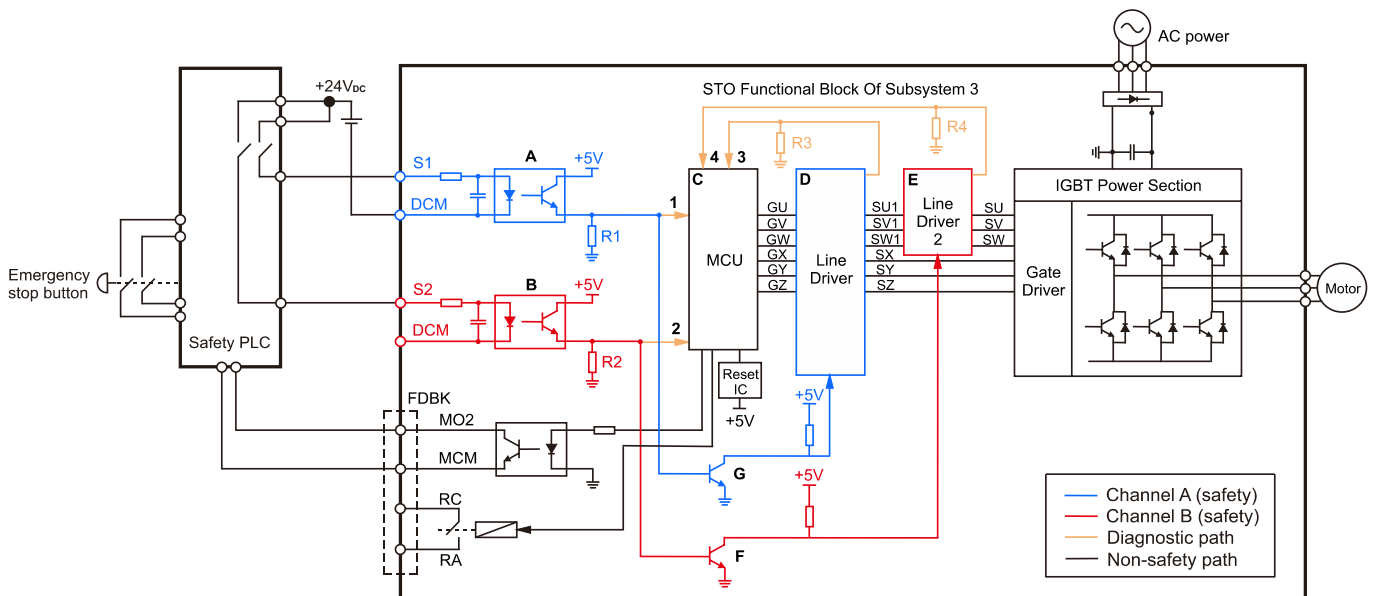 AC power
STO Functional Block Of Subsystem 3
+24VDC
R3
R4
S1
A
+5V
4
3
C
D
E
IGBT Power Section
DCM
1
R1
MCU
GU
GV
GW
GX
GY
GZ
Line
Driver
SU1
SV1
SW1
SX
SY
SZ
Line
Driver
2
SU
SV
SW
Gate
Driver
Motor
Emergency
stop button
Safety PLC
S2
B
+5V
DCM
2
R2
Reset
IC
+5V
FDBK
MO2
MCM
RC
RA
+5V
G
+5V
F
Channel A (safety)
Channel B (safety)
Diagnostic path
Non-safety path